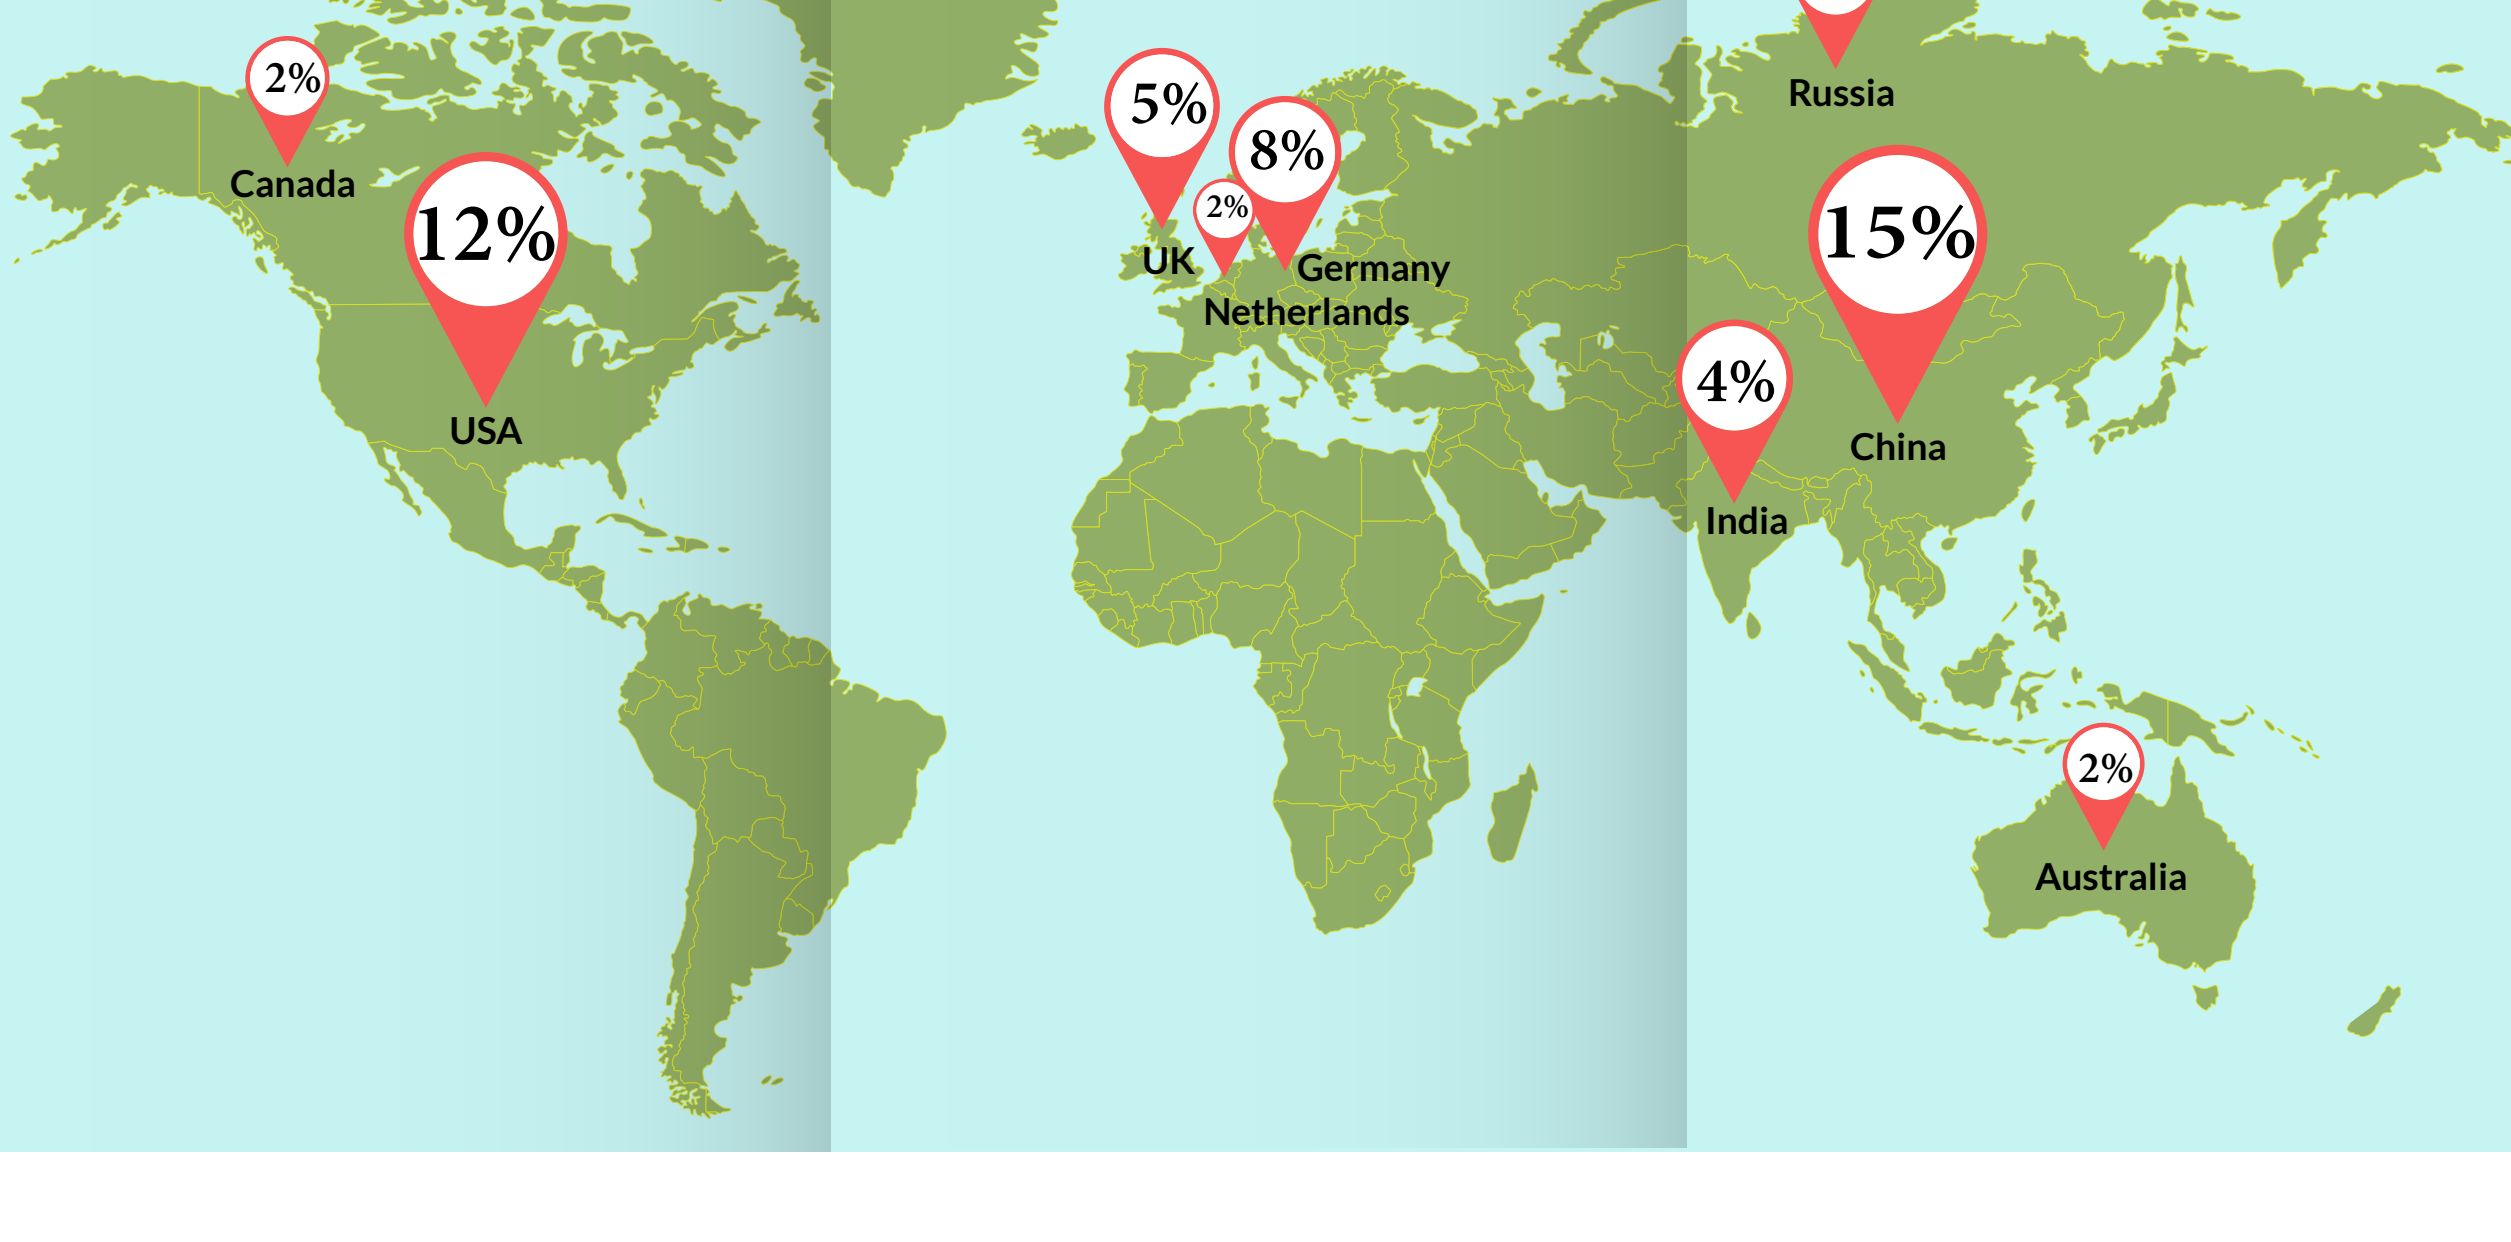 2%
Canada
12%
USA
5%
UK
8%
Germany
2%
Netherlands
Russia
15%
China
4%
India
2%
Australia